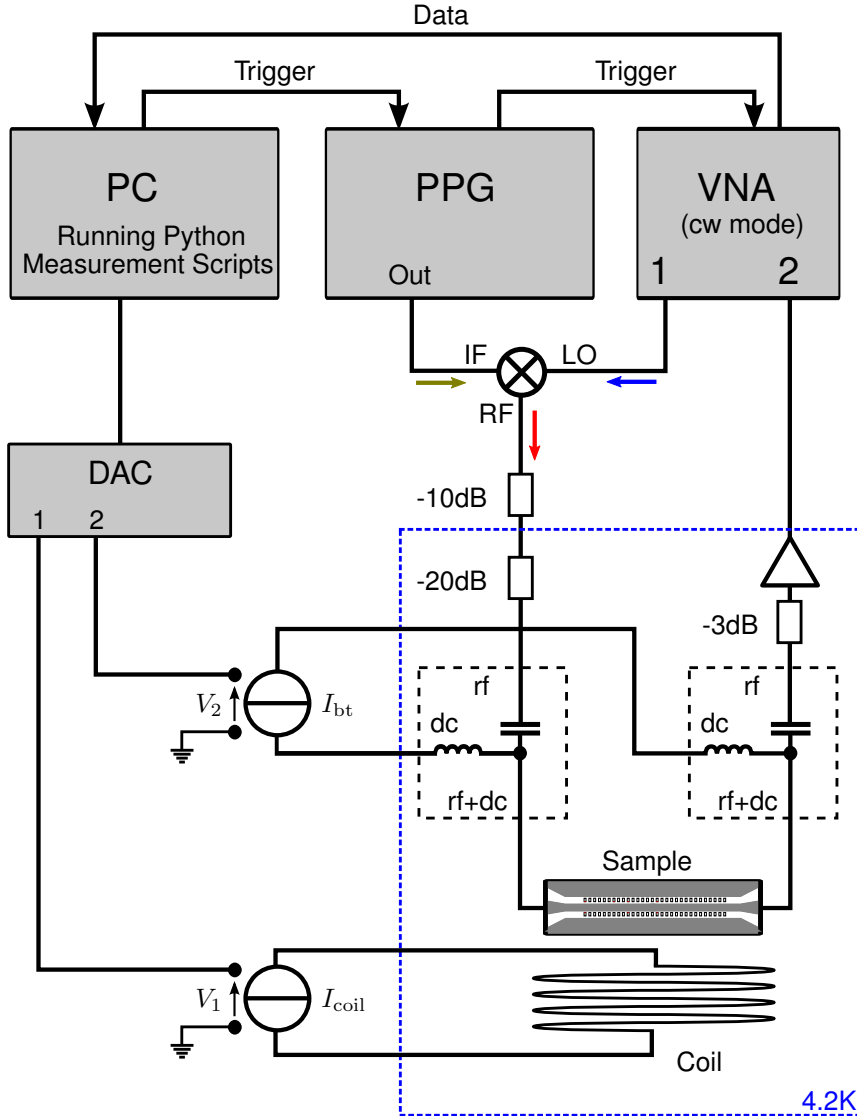 Data
Trigger
Trigger
PC
Running Python
Measurement Scripts
PPG
Out
VNA
(cw mode)
1
2
IF
LO
RF
-10dB
DAC
1
2
-20dB
-3dB
V2
Ibt
rf
dc
rf+dc
rf
dc
rf+dc
Sample
V1
Icoil
Coil
4.2K